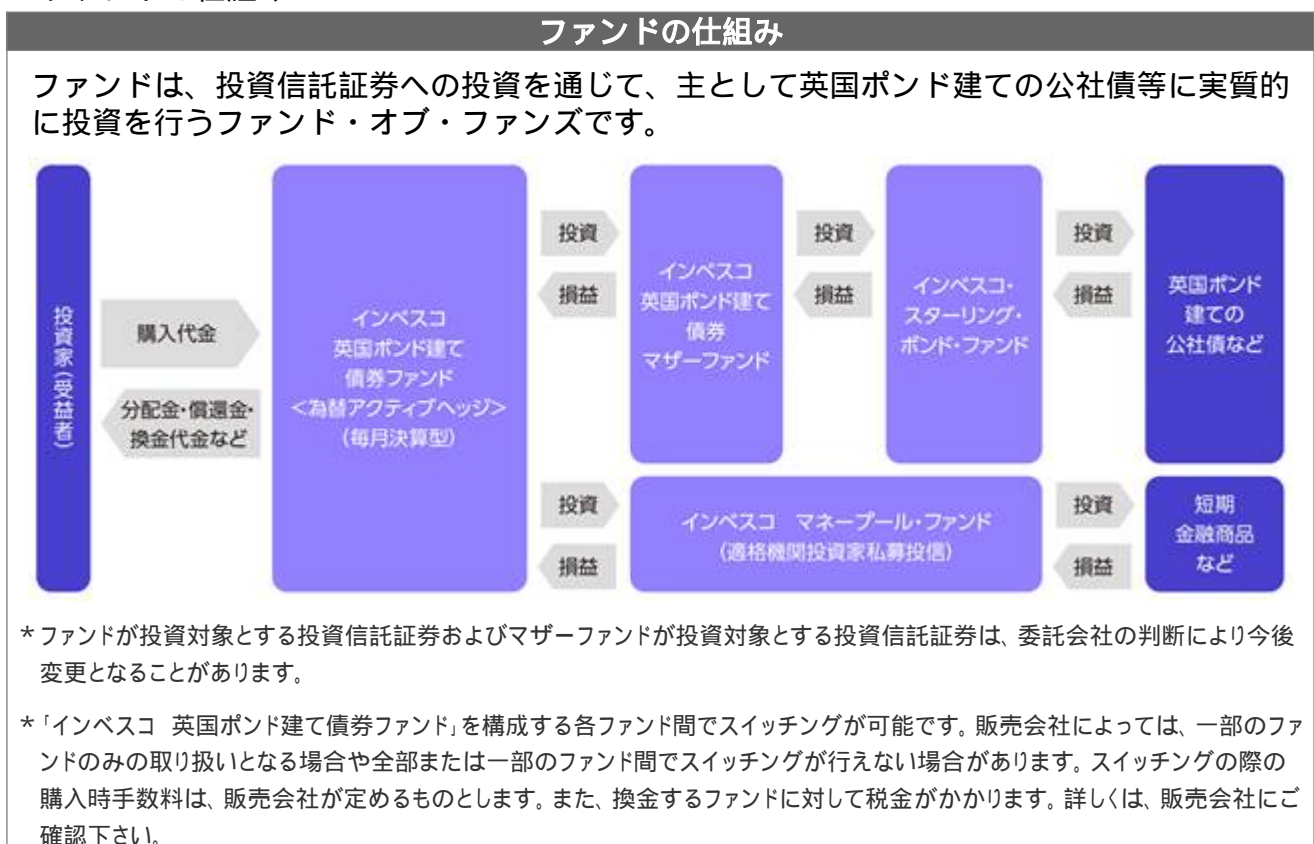 ファンドの仕組み
ファンドは、投資信託証券への投資を通じて、主として英国ポンド建ての公社債等に実質的
に投資を行うファンド・オブ・ファンズです。
投資家(受益者)
購入代金
分配金・償還金・
換金代金など
インベスコ
英国ポンド建て
債券ファンド
<為替アクティブヘッジ>
(毎月決算型)
投資
損益
インベスコ
英国ポンド建て
債券
マザーファンド
投資
損益
インベスコ・
スターリング・
ボンド・ファンド
投資
損益
英国ポンド
建ての
公社債など
投資
損益
インベスコ マネープール・ファンド
(適格機関投資家私募投信)
投資
損益
短期
金融商品
など
*ファンドが投資対象とする投資信託証券およびマザーファンドが投資対象とする投資信託証券は、委託会社の判断により今後
変更となることがあります。
*「インベスコ 英国ポンド建て債券ファンド」を構成する各ファンド間でスイッチングが可能です。販売会社によっては、一部のファ
ンドのみの取り扱いとなる場合や全部または一部のファンド間でスイッチングが行えない場合があります。スイッチングの際の
購入時手数料は、販売会社が定めるものとします。また、換金するファンドに対して税金がかかります。詳しくは、販売会社にご
確認下さい。